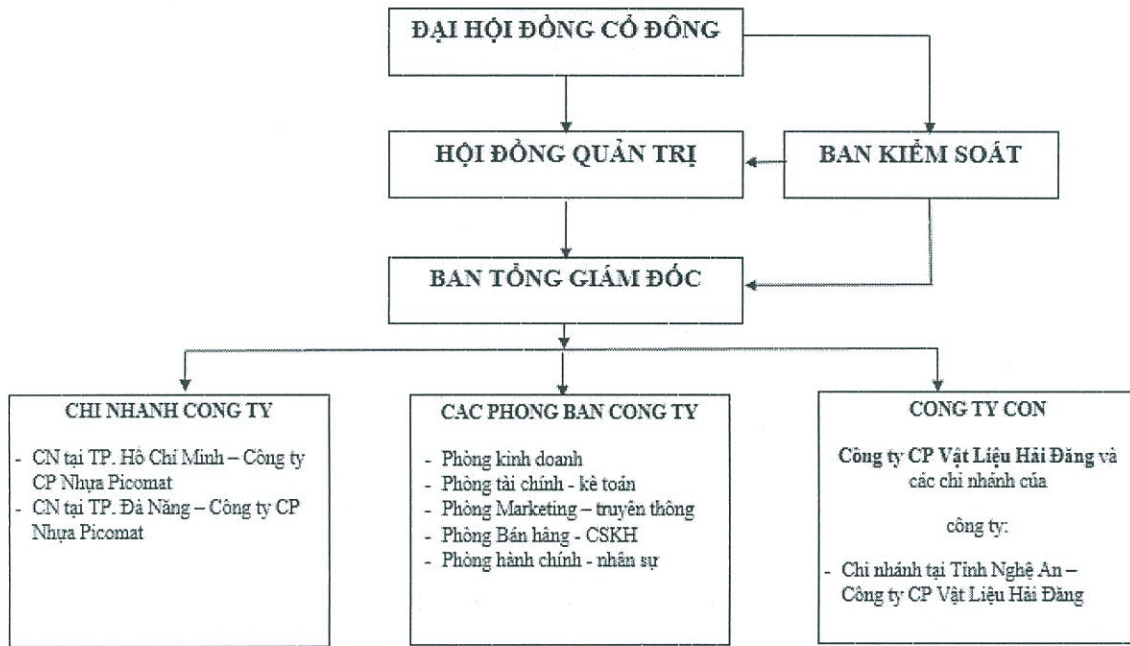 ĐẠI HỘI ĐỒNG CỔ ĐÔNG
HỘI ĐỒNG QUẢN TRỊ
BAN KIỂM SOÁT
BAN TỔNG GIÁM ĐỐC
CHI NHANH CONG TY
- CN tại TP. Hồ Chí Minh – Công ty
CP Nhựa Picomat
- CN tại TP. Đà Năng – Công ty CP
Nhựa Picomat
CAC PHONG BAN CONG TY
- Phòng kinh doanh
- Phòng tài chính - kè toán
- Phòng Marketing – truyền thông
- Phòng Bán hàng - CSKH
- Phòng hành chính - nhân sự
CONG TY CON
Công ty CP Vật Liệu Hải Đăng và
các chi nhánh của
công ty:
- Chi nhánh tại Tỉnh Nghệ An –
Công ty CP Vật Liệu Hải Đăng